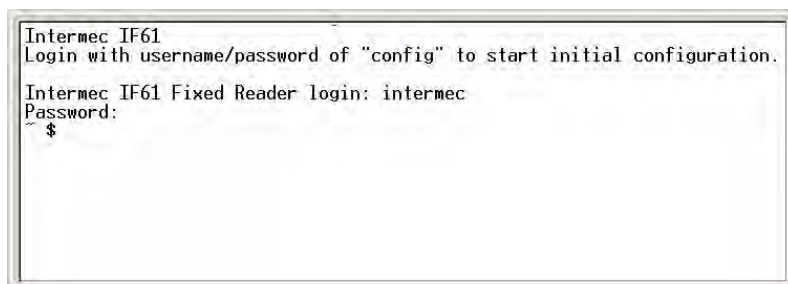 Intermec IF61
Login with username/password of "config" to start initial configuration.
Intermec IF61 Fixed Reader login: intermec
Password:
~ $